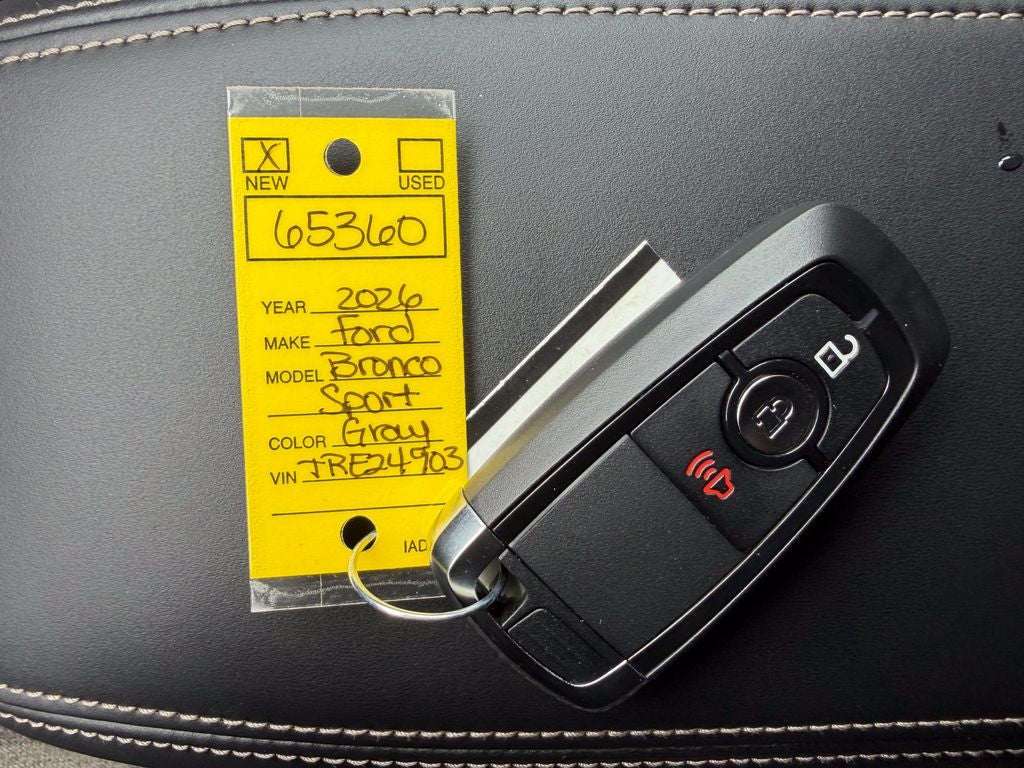 X
NEW USED
65360
YEAR 2026
MAKE Ford
MODEL Bronco
Sport
COLOR Gray
VIN TRE24903
IAD